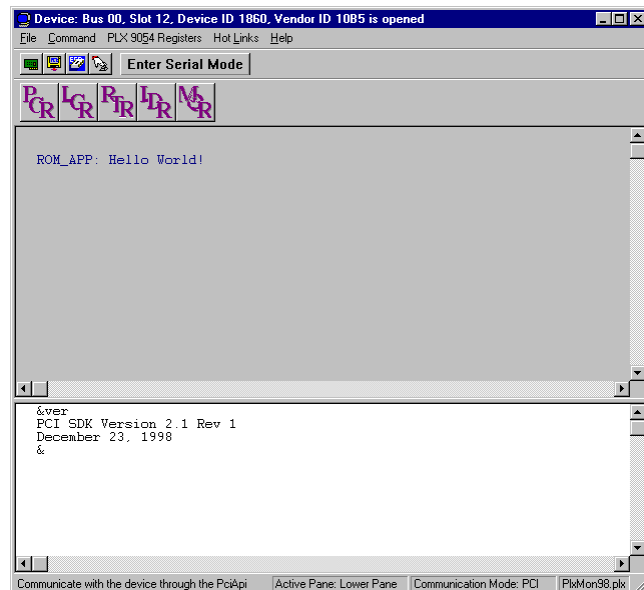 Device: Bus 00, Slot 12, Device ID 1860, Vendor ID 10B5 is opened
File Command PLX 9054 Registers Hot Links Help
Enter Serial Mode
PCR LCR RTR LDR MQR
ROM_APP: Hello World!
&ver
PCI SDK Version 2.1 Rev 1
December 23, 1998
&
Communicate with the device through the PciApi Active Pane: Lower Pane Communication Mode: PCI PlxMon98.plx